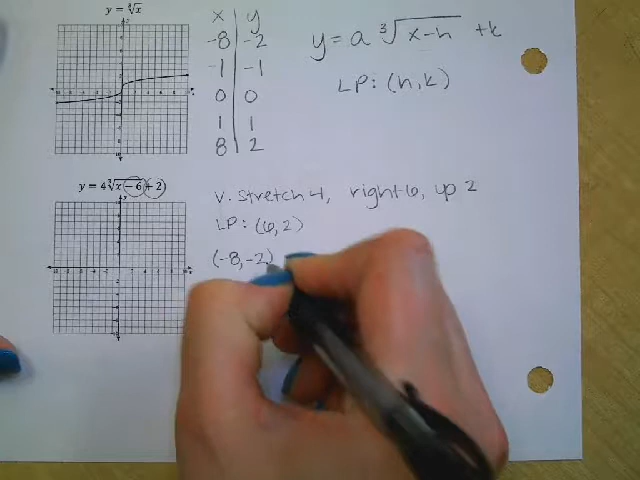 y = ∛x
x y
-8 -2
-1 -1
0 0
1 1
8 2
y = a ∛x-h +k
LP: (h,k)
y = 4∛x-6 + 2
v. stretch 4, right 6, up 2
LP: (6,2)
(-8,-2)